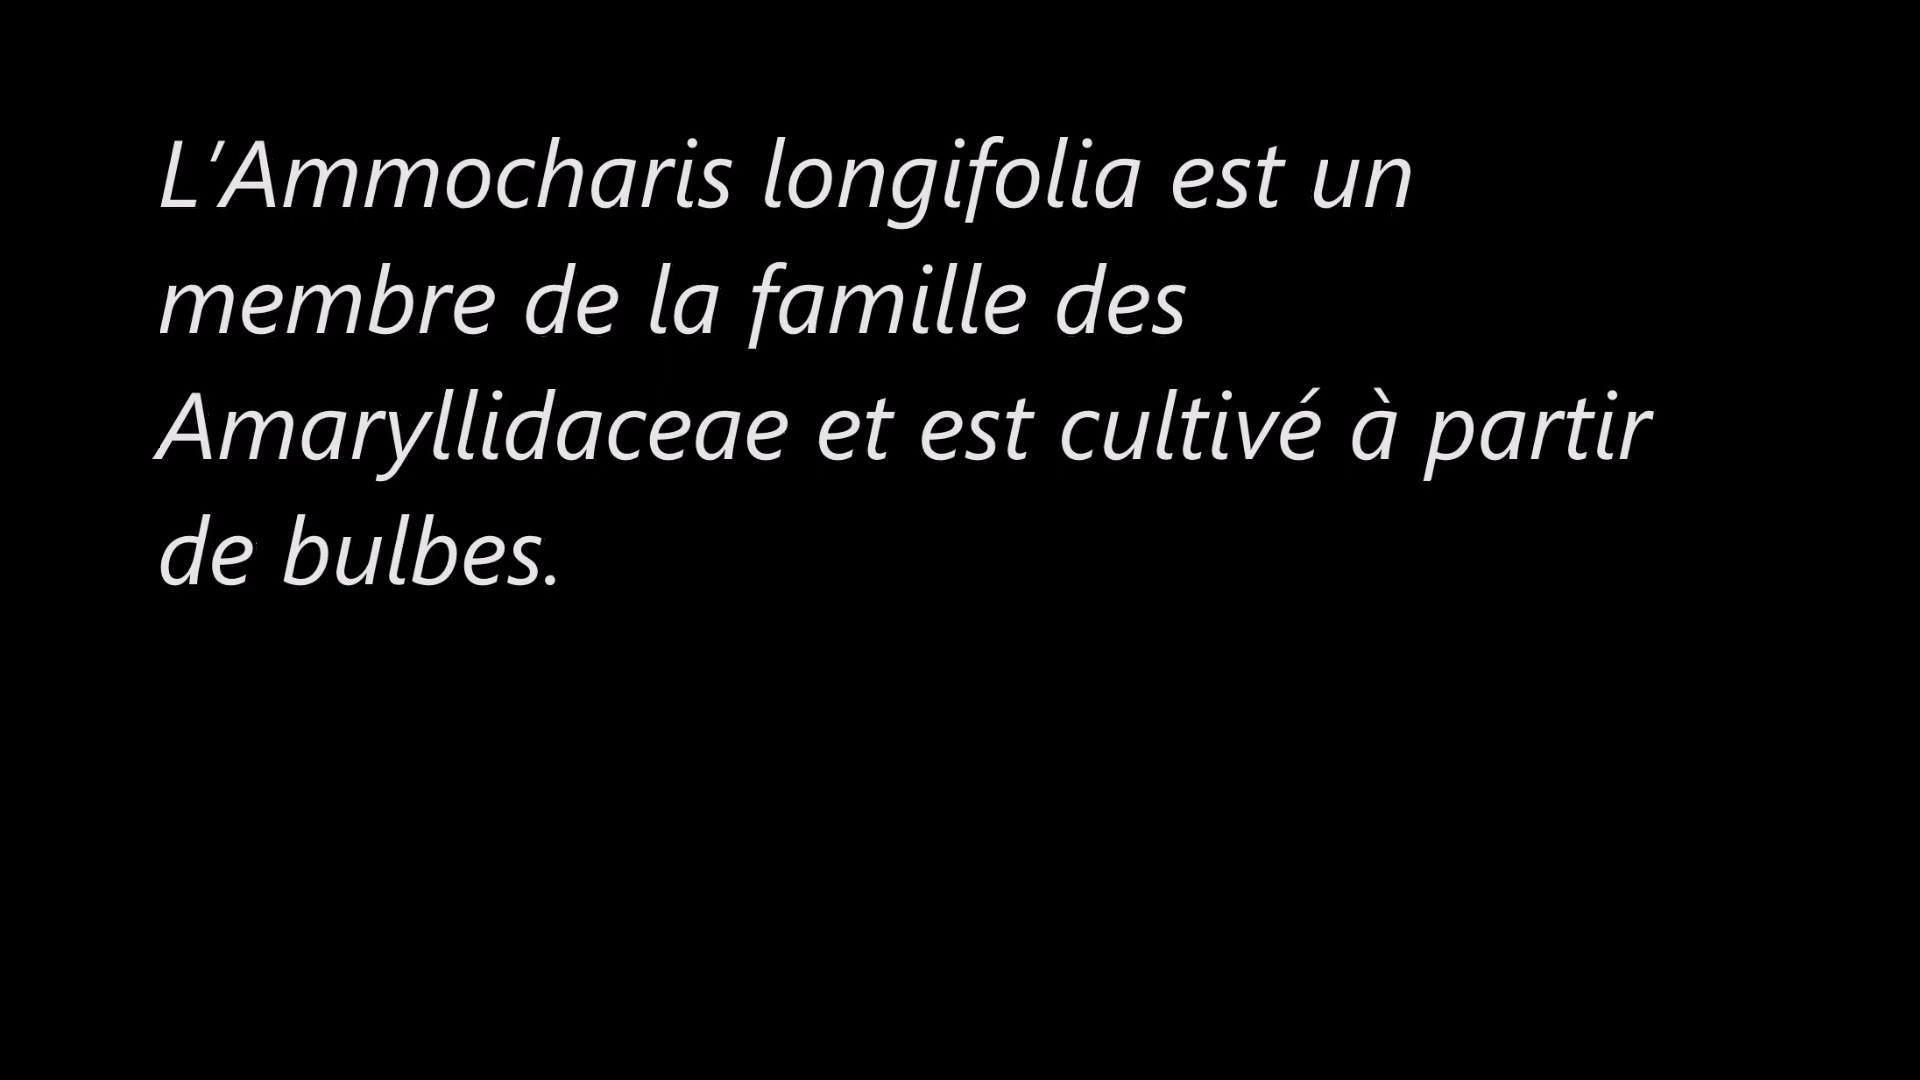 L'Ammocharis longifolia est un
membre de la famille des
Amaryllidaceae et est cultivé à partir
de bulbes.